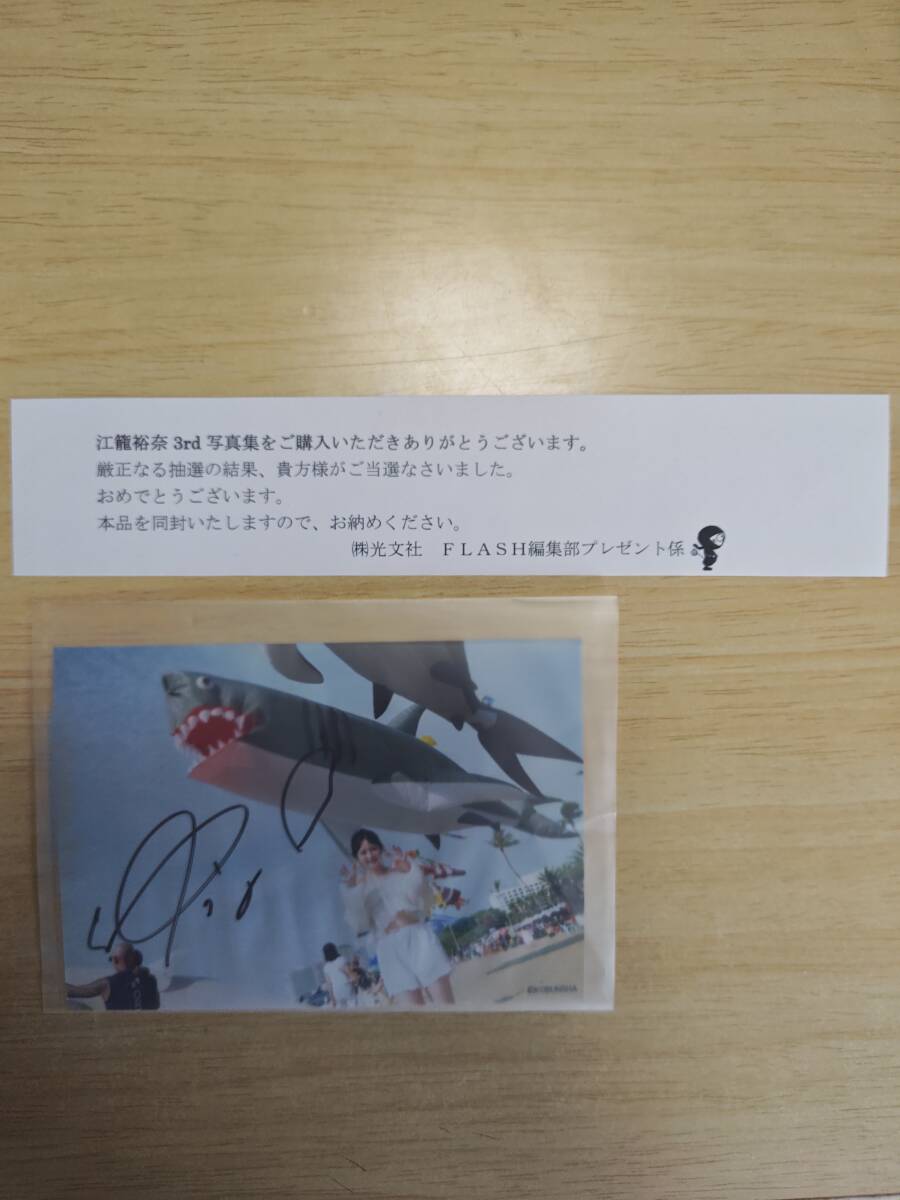 江籠裕奈 3rd 写真集をご購入いただきありがとうございます。
厳正なる抽選の結果、貴方様がご当選なさいました。
おめでとうございます。
本品を同封いたしますので、お納めください。
㈱光文社　ＦＬＡＳＨ編集部プレゼント係
©KOBUNSHA